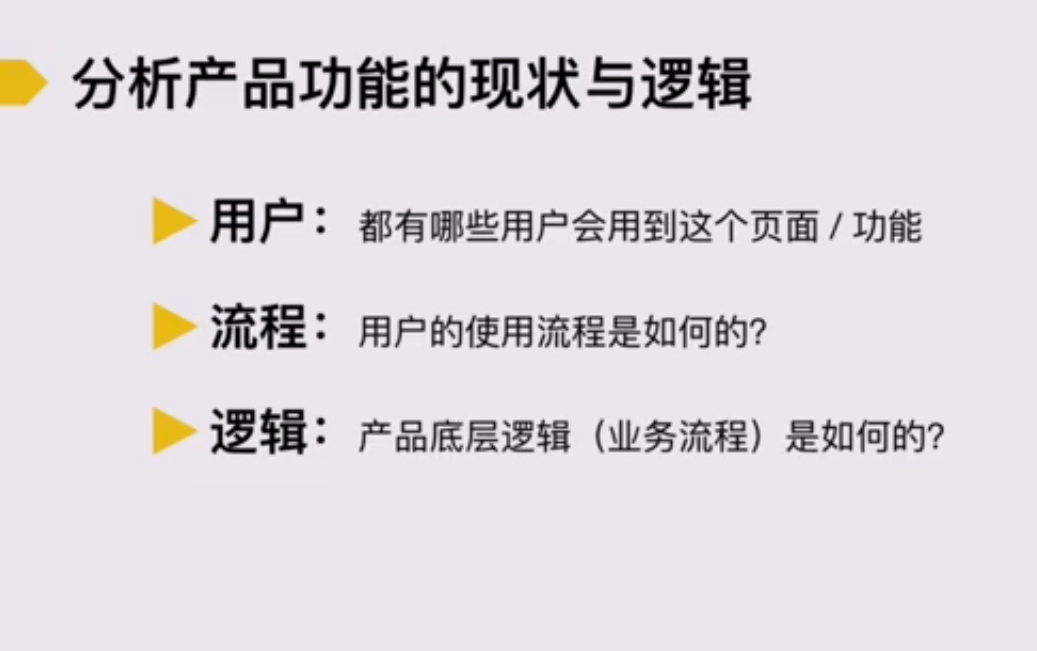 分析产品功能的现状与逻辑
用户：都有哪些用户会用到这个页面 / 功能
流程：用户的使用流程是如何的？
逻辑：产品底层逻辑（业务流程）是如何的？